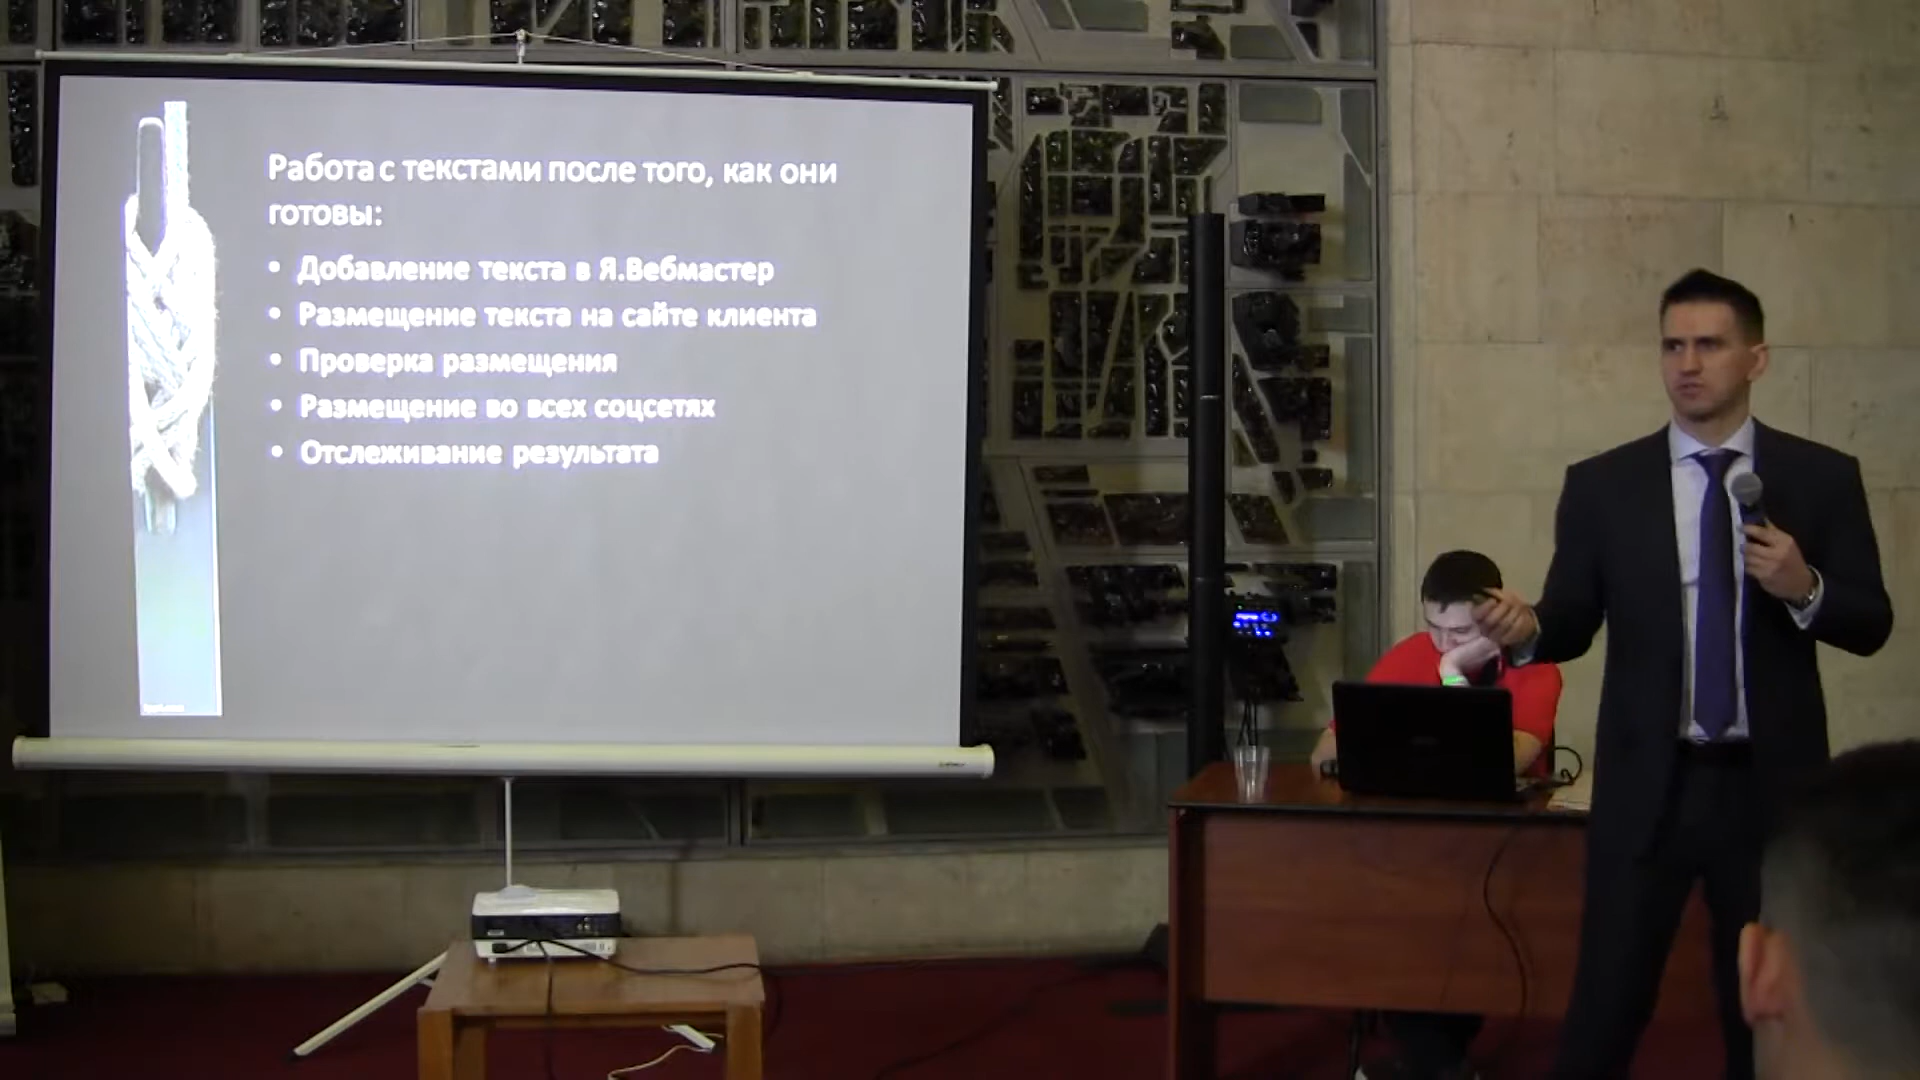 Работа с текстами после того, как они
готовы:
• Добавление текста в Я.Вебмастер
• Размещение текста на сайте клиента
• Проверка размещения
• Размещение во всех соцсетях
• Отслеживание результата